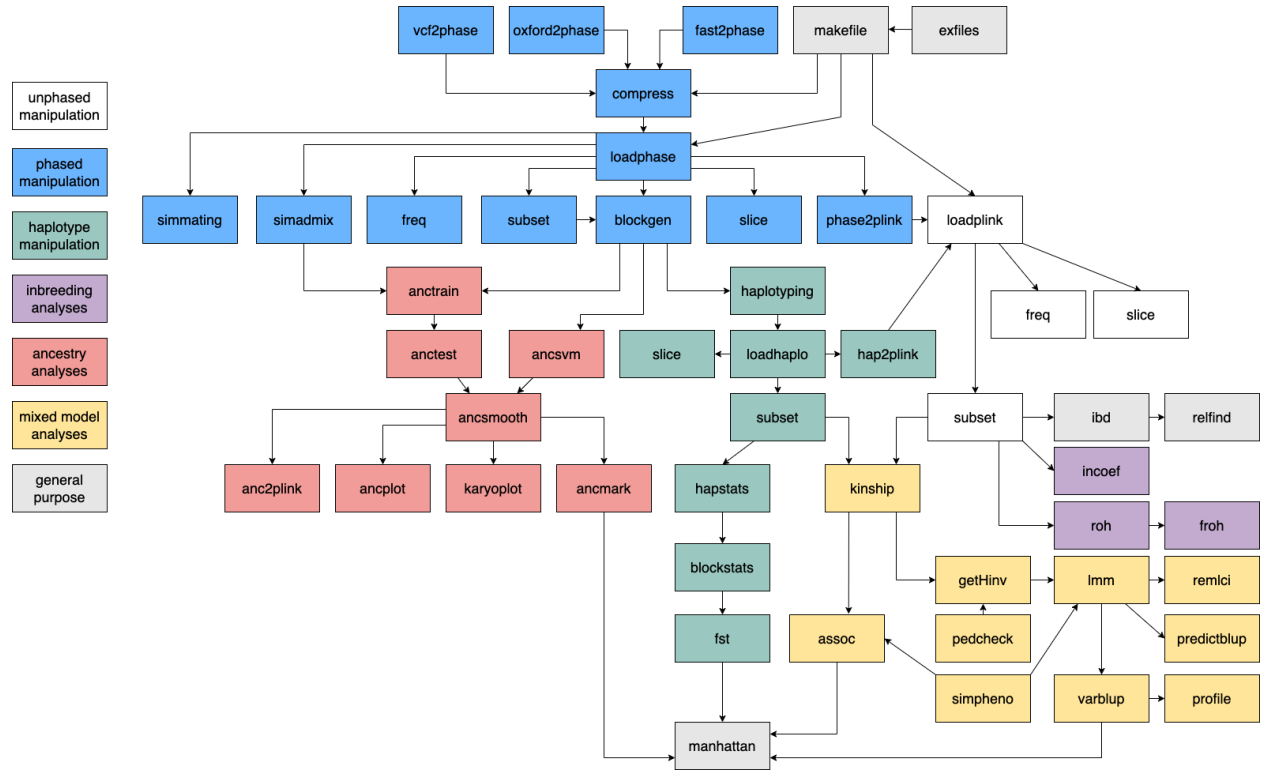 vcf2phase
oxford2phase
fast2phase
makefile
exfiles
compress
unphased
manipulation
phased
manipulation
haplotype
manipulation
inbreeding
analyses
ancestry
analyses
mixed model
analyses
general
purpose
loadphase
simmating
simadmix
freq
subset
blockgen
slice
phase2plink
loadplink
anctrain
haplotyping
freq
slice
anctest
ancsvm
slice
loadhaplo
hap2plink
ancsmooth
subset
subset
ibd
relfind
anc2plink
ancplot
karyoplot
ancmark
hapstats
kinship
incoef
roh
froh
blockstats
getHinv
lmm
remlci
fst
assoc
pedcheck
predictblup
simpheno
varblup
profile
manhattan